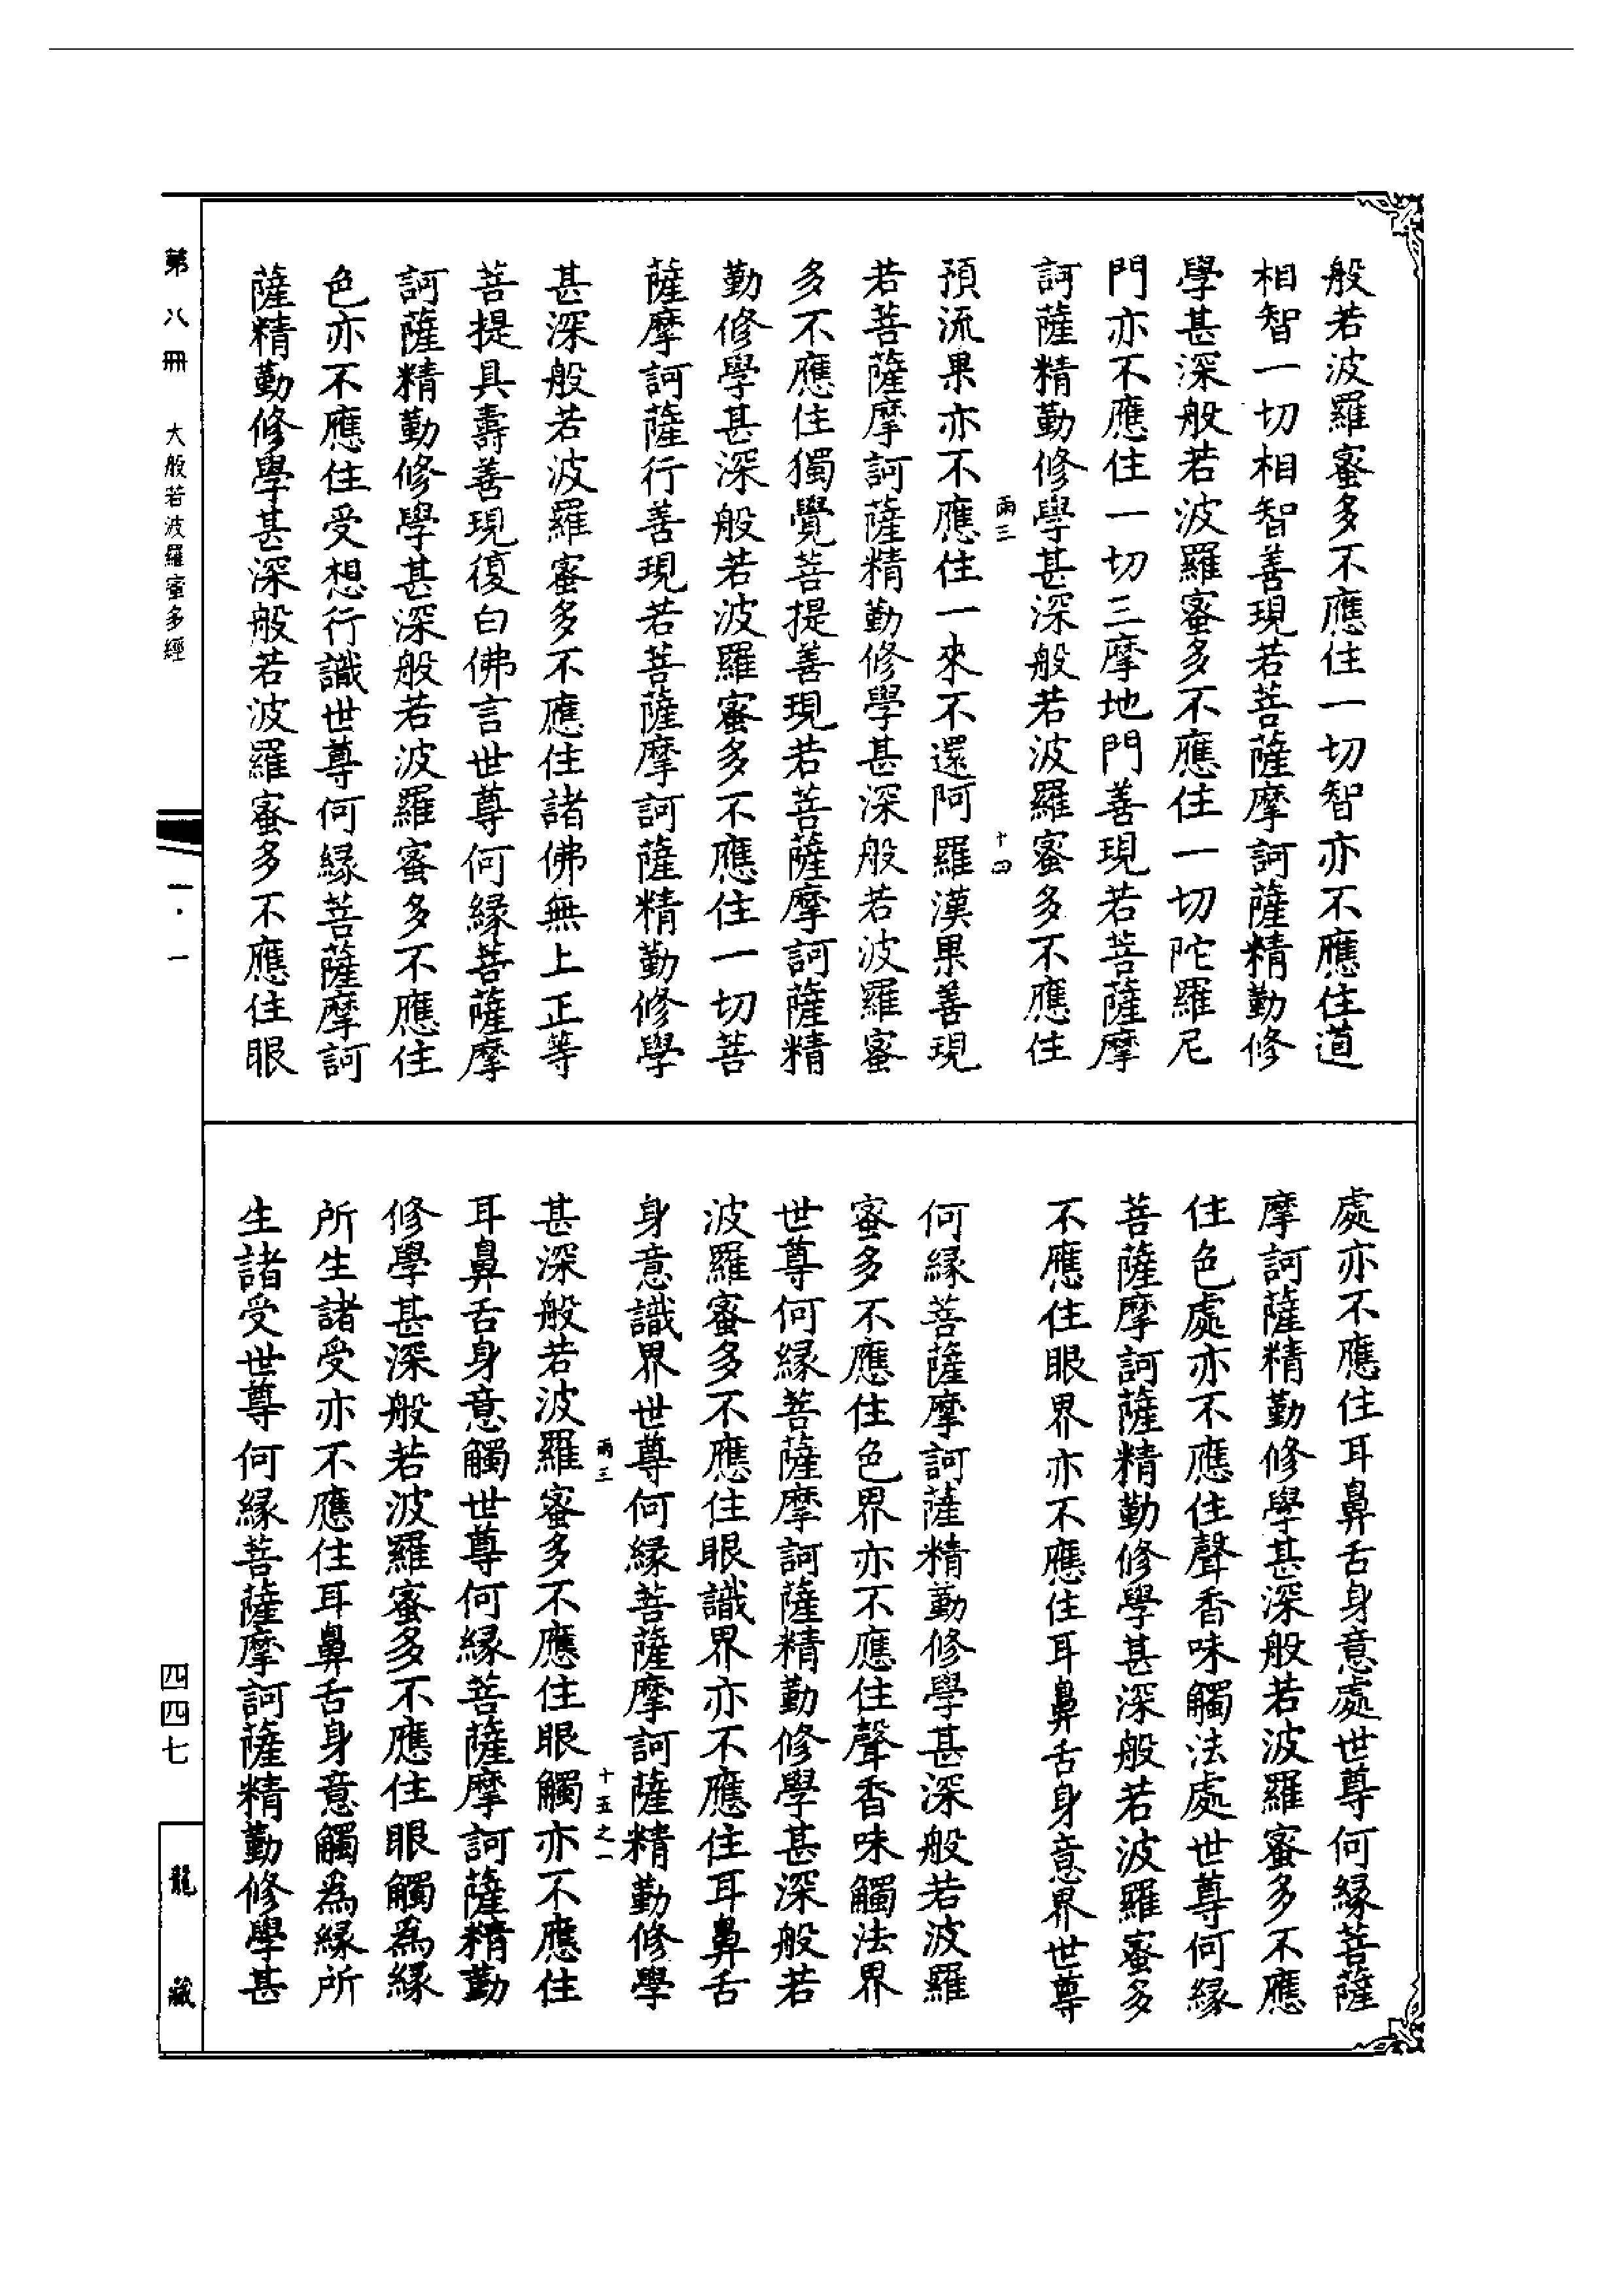 般若波羅蜜多不應住一切智亦不應住道
相智一切相智善現若菩薩摩訶薩精勤修
學甚深般若波羅蜜多不應住一切陀羅尼
門亦不應住一切三摩地門善現若菩薩摩
訶薩精勤修學甚深般若波羅蜜多不應住
兩三 十四
預流果亦不應住一來不還阿羅漢果善現
若菩薩摩訶薩精勤修學甚深般若波羅蜜
多不應住獨覺菩提善現若菩薩摩訶薩精
勤修學甚深般若波羅蜜多不應住一切菩
薩摩訶薩行善現若菩薩摩訶薩精勤修學
甚深般若波羅蜜多不應住諸佛無上正等
菩提具壽善現復白佛言世尊何緣菩薩摩
訶薩精勤修學甚深般若波羅蜜多不應住
色亦不應住受想行識世尊何緣菩薩摩訶
薩精勤修學甚深般若波羅蜜多不應住眼
處亦不應住耳鼻舌身意處世尊何緣菩薩
摩訶薩精勤修學甚深般若波羅蜜多不應
住色處亦不應住聲香味觸法處世尊何緣
菩薩摩訶薩精勤修學甚深般若波羅蜜多
不應住眼界亦不應住耳鼻舌身意界世尊
何緣菩薩摩訶薩精勤修學甚深般若波羅
蜜多不應住色界亦不應住聲香味觸法界
世尊何緣菩薩摩訶薩精勤修學甚深般若
波羅蜜多不應住眼識界亦不應住耳鼻舌
身意識界世尊何緣菩薩摩訶薩精勤修學
兩三 十五之一
甚深般若波羅蜜多不應住眼觸亦不應住
耳鼻舌身意觸世尊何緣菩薩摩訶薩精勤
修學甚深般若波羅蜜多不應住眼觸為緣
所生諸受亦不應住耳鼻舌身意觸為緣所
生諸受世尊何緣菩薩摩訶薩精勤修學甚
第八冊 大般若波羅蜜多經 一·一 四四七 龍藏